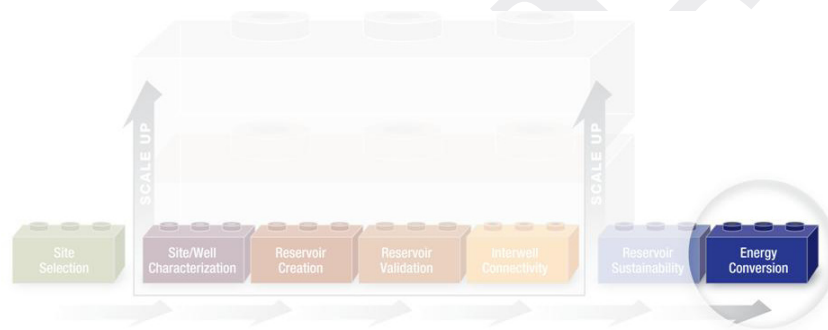 SCALE UP
SCALE UP
Site
Selection
Site/Well
Characterization
Reservoir
Creation
Reservoir
Validation
Interwell
Connectivity
Reservoir
Sustainability
Energy
Conversion